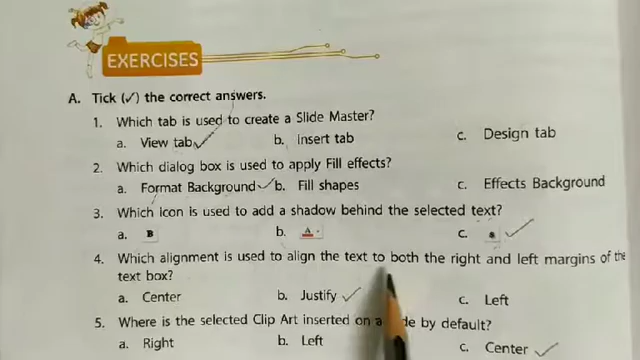 EXERCISES
A. Tick (✓) the correct answers.
1. Which tab is used to create a Slide Master?
a. View tab ✓ b. Insert tab c. Design tab
2. Which dialog box is used to apply Fill effects?
a. Format Background ✓ b. Fill shapes c. Effects Background
3. Which icon is used to add a shadow behind the selected text?
a. B b. A c. S ✓
4. Which alignment is used to align the text to both the right and left margins of the
text box?
a. Center b. Justify ✓ c. Left
5. Where is the selected Clip Art inserted on a de by default?
a. Right b. Left c. Center ✓